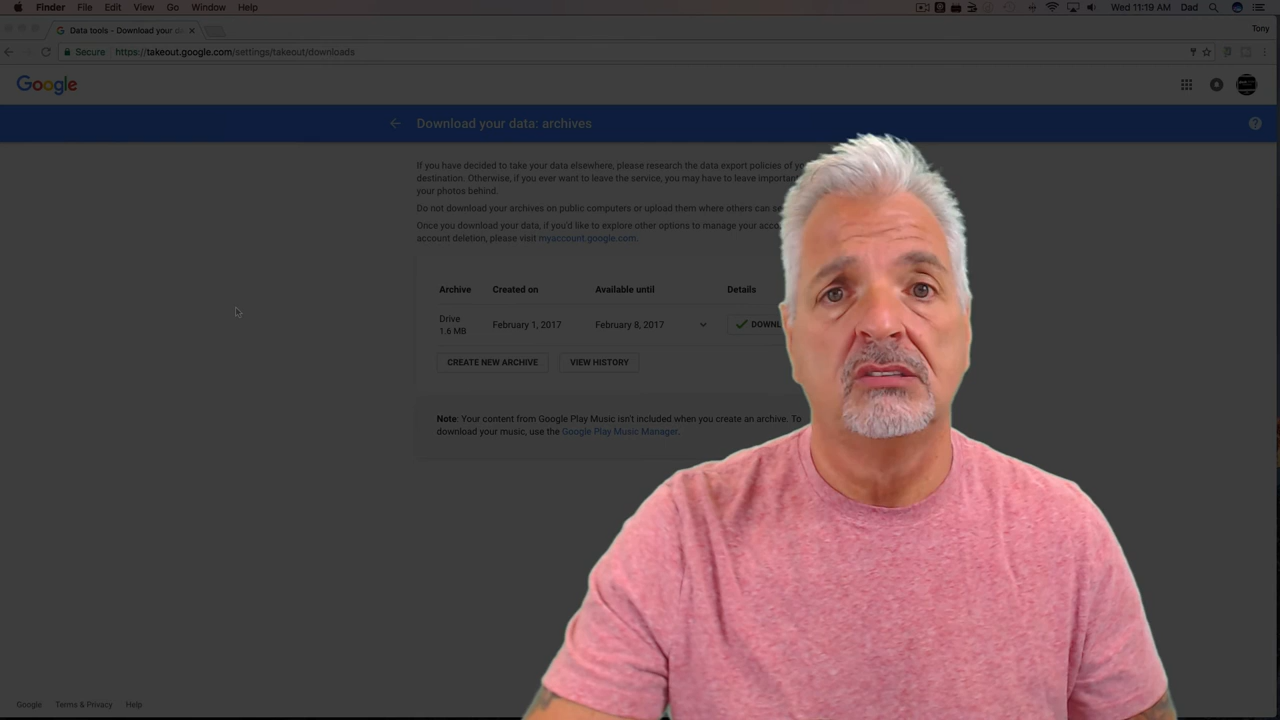 Finder File Edit View Go Window Help Wed 11:19 AM Dad
Data tools - Download your da
Tony
Secure https://takeout.google.com/settings/takeout/downloads
Google
Download your data: archives
If you have decided to take your data elsewhere, please research the data export policies of
destination. Otherwise, if you ever want to leave the service, you may have to leave
your photos behind.
Do not download your archives on public computers or upload them where others can
Once you download your data, if you'd like to explore other options to manage your
account deletion, please visit myaccount.google.com.
Archive Created on Available until Details
Drive
1.6 MB
February 1, 2017 February 8, 2017 DOWNL
CREATE NEW ARCHIVE VIEW HISTORY
Note: Your content from Google Play Music isn't included when you create an archive. To
download your music, use the Google Play Music Manager.
Google Terms & Privacy Help